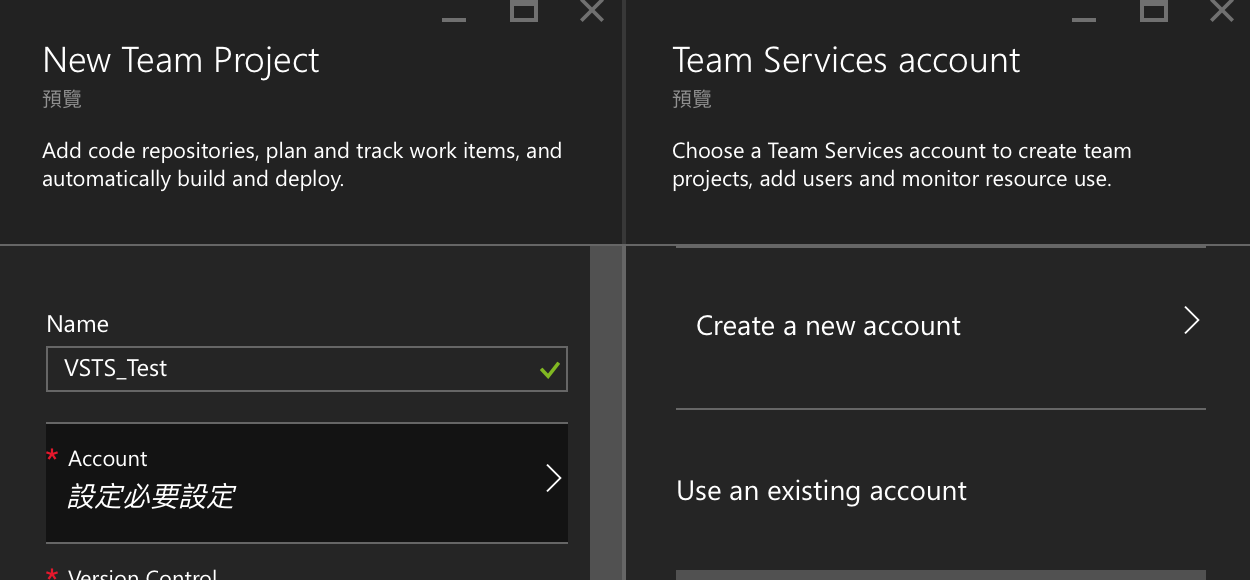 New Team Project
預覽
Add code repositories, plan and track work items, and
automatically build and deploy.
Name
VSTS_Test
* Account
設定必要設定
* Version Control
Team Services account
預覽
Choose a Team Services account to create team
projects, add users and monitor resource use.
Create a new account
Use an existing account